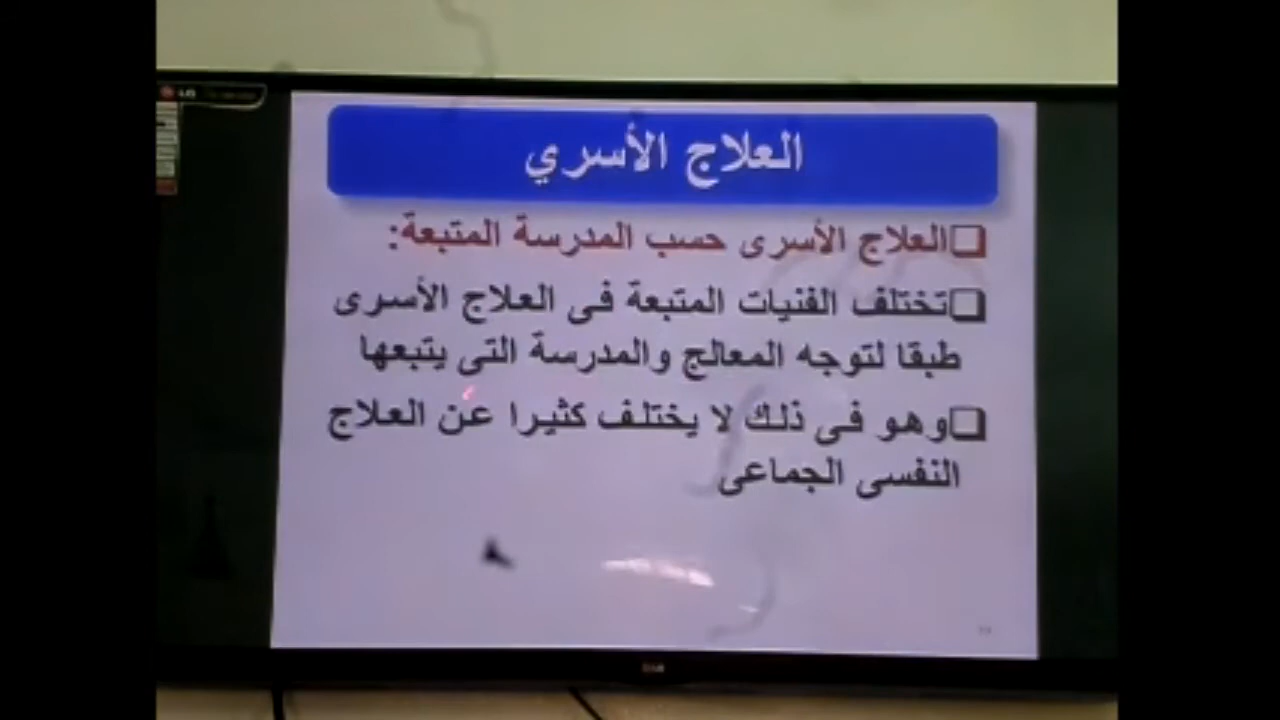 العلاج الأسري
العلاج الأسرى حسب المدرسة المتبعة:
تختلف الفنيات المتبعة فى العلاج الأسرى
طبقا لتوجه المعالج والمدرسة التى يتبعها
وهو فى ذلك لا يختلف كثيرا عن العلاج
النفسى الجماعى